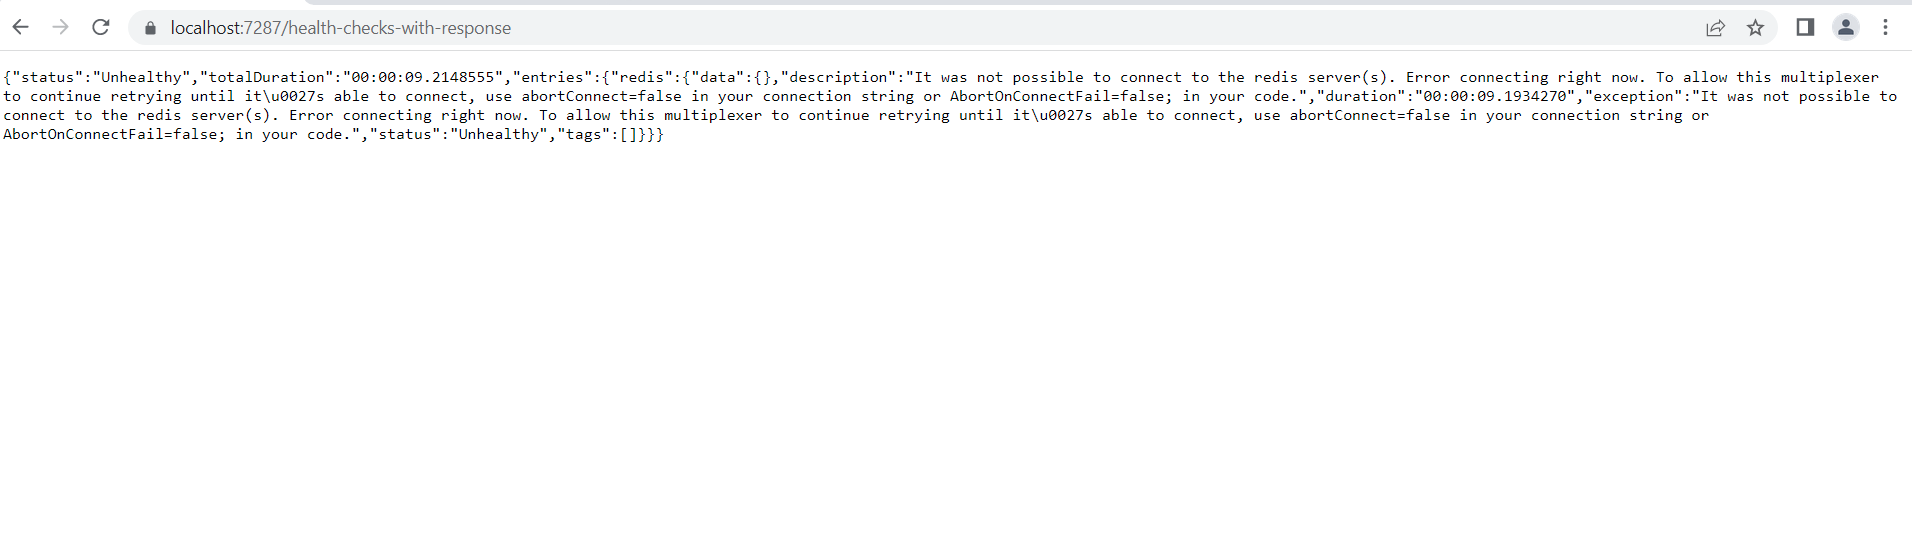 localhost:7287/health-checks-with-response
{"status":"Unhealthy","totalDuration":"00:00:09.2148555","entries":{"redis":{"data":{},"description":"It was not possible to connect to the redis server(s). Error connecting right now. To allow this multiplexer
to continue retrying until it\u0027s able to connect, use abortConnect=false in your connection string or AbortOnConnectFail=false; in your code.","duration":"00:00:09.1934270","exception":"It was not possible to
connect to the redis server(s). Error connecting right now. To allow this multiplexer to continue retrying until it\u0027s able to connect, use abortConnect=false in your connection string or
AbortOnConnectFail=false; in your code.","status":"Unhealthy","tags":[]}}}